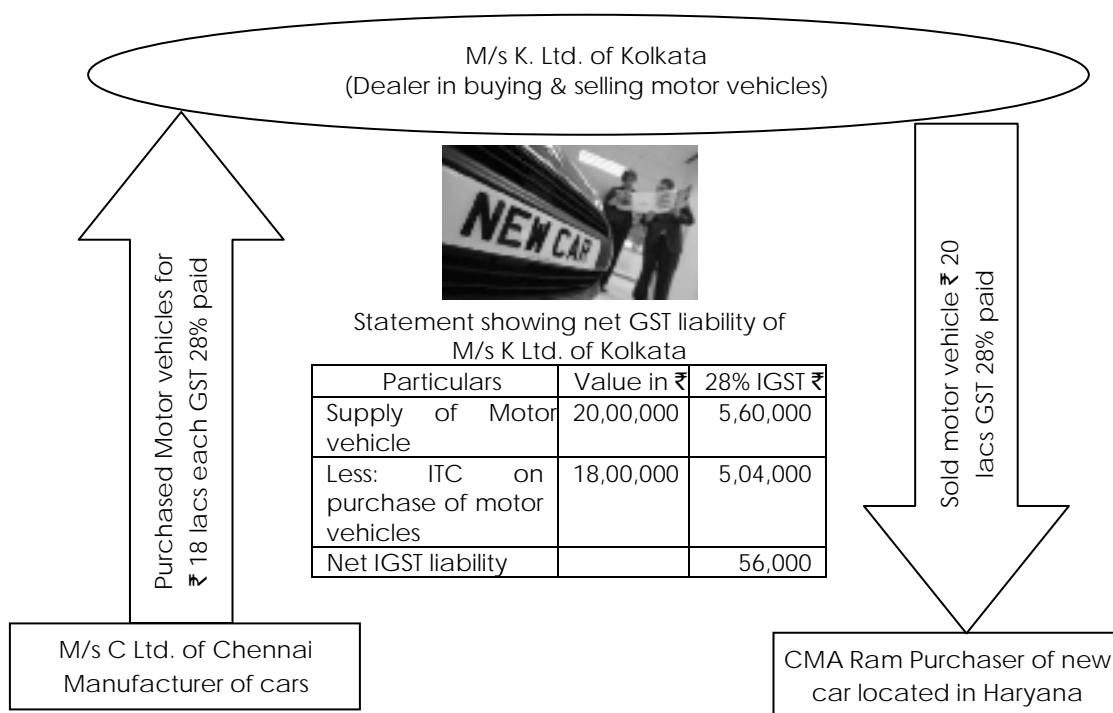 M/s K. Ltd. of Kolkata
(Dealer in buying & selling motor vehicles)
Purchased Motor vehicles for
₹ 18 lacs each GST 28% paid
NEW CAR
Statement showing net GST liability of
M/s K Ltd. of Kolkata
Particulars Value in ₹ 28% IGST ₹
Supply of Motor
vehicle 20,00,000 5,60,000
Less: ITC on
purchase of motor
vehicles 18,00,000 5,04,000
Net IGST liability 56,000
Sold motor vehicle ₹ 20
lacs GST 28% paid
M/s C Ltd. of Chennai
Manufacturer of cars
CMA Ram Purchaser of new
car located in Haryana